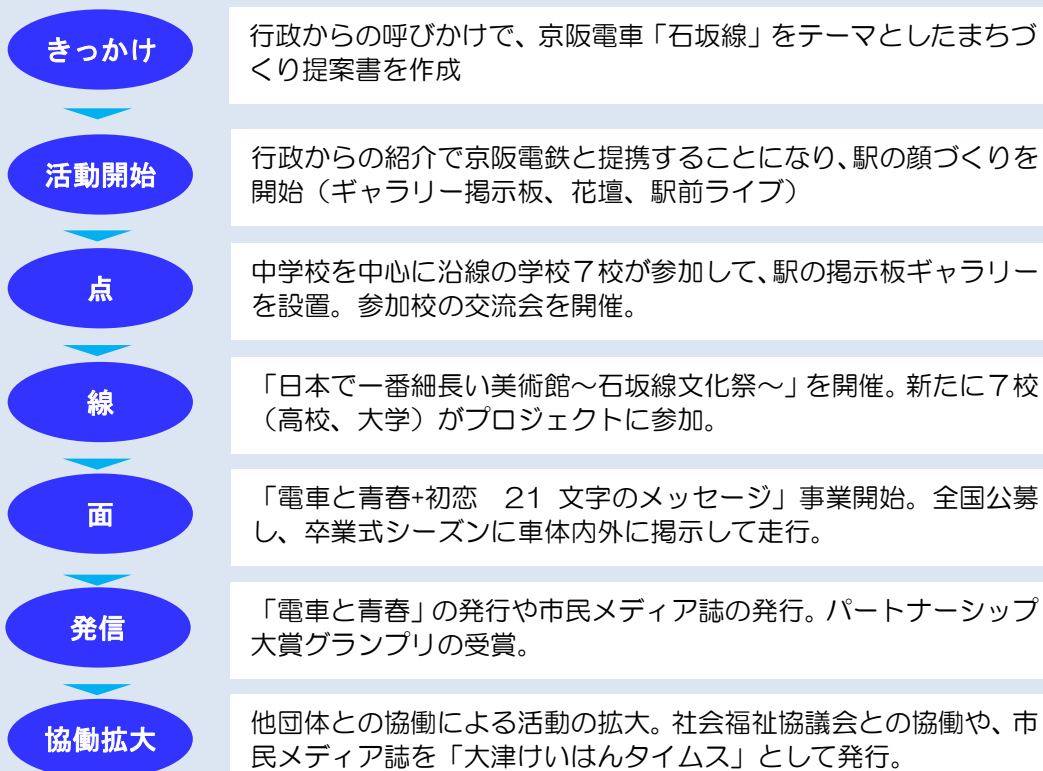 きっかけ
行政からの呼びかけで、京阪電車「石坂線」をテーマとしたまちづ
くり提案書を作成
活動開始
行政からの紹介で京阪電鉄と提携することになり、駅の顔づくりを
開始（ギャラリー掲示板、花壇、駅前ライブ）
点
中学校を中心に沿線の学校７校が参加して、駅の掲示板ギャラリー
を設置。参加校の交流会を開催。
線
「日本で一番細長い美術館～石坂線文化祭～」を開催。新たに７校
（高校、大学）がプロジェクトに参加。
面
「電車と青春+初恋　21 文字のメッセージ」事業開始。全国公募
し、卒業式シーズンに車体内外に掲示して走行。
発信
「電車と青春」の発行や市民メディア誌の発行。パートナーシップ
大賞グランプリの受賞。
協働拡大
他団体との協働による活動の拡大。社会福祉協議会との協働や、市
民メディア誌を「大津けいはんタイムス」として発行。